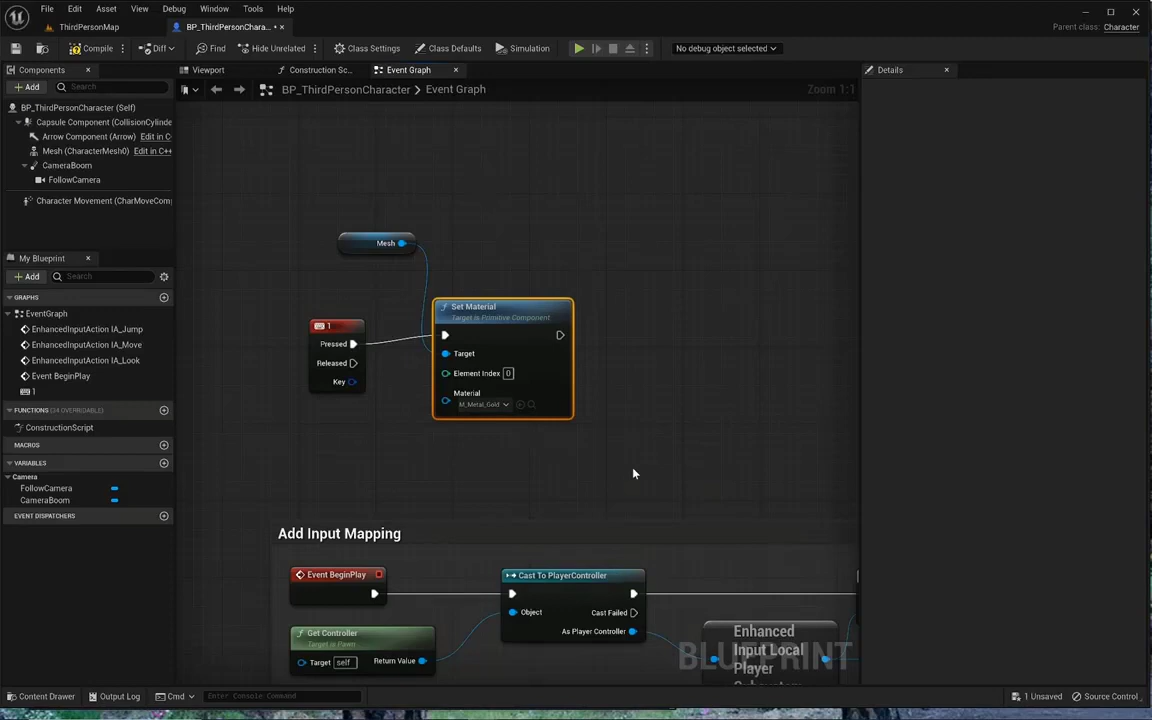 File Edit Asset View Debug Window Tools Help
ThirdPersonMap BP_ThirdPersonChara...
Parent class: Character
Compile Diff Find Hide Unrelated Class Settings Class Defaults Simulation No debug object selected
Components
Viewport Construction Sc... Event Graph
Details
Add Search
BP_ThirdPersonCharacter > Event Graph
Zoom 1:1
BP_ThirdPersonCharacter (Self)
Capsule Component (CollisionCylinde
Arrow Component (Arrow) Edit in C
Mesh (CharacterMesh0) Edit in C++
CameraBoom
FollowCamera
Character Movement (CharMoveComp
My Blueprint
Add Search
GRAPHS
EventGraph
EnhancedInputAction IA_Jump
EnhancedInputAction IA_Move
EnhancedInputAction IA_Look
Event BeginPlay
1
FUNCTIONS (34 OVERRIDABLE)
ConstructionScript
MACROS
VARIABLES
Camera
FollowCamera
CameraBoom
EVENT DISPATCHERS
Mesh
1
Pressed
Released
Key
Set Material
Target is Primitive Component
Target
Element Index 0
Material
M_Metal_Gold
Add Input Mapping
Event BeginPlay
Cast To PlayerController
Object
Cast Failed
As Player Controller
Get Controller
Target is Pawn
Target self Return Value
Enhanced
Input Local
Player
BLUEPRINT
Content Drawer Output Log Cmd Enter Console Command
1 Unsaved Source Control